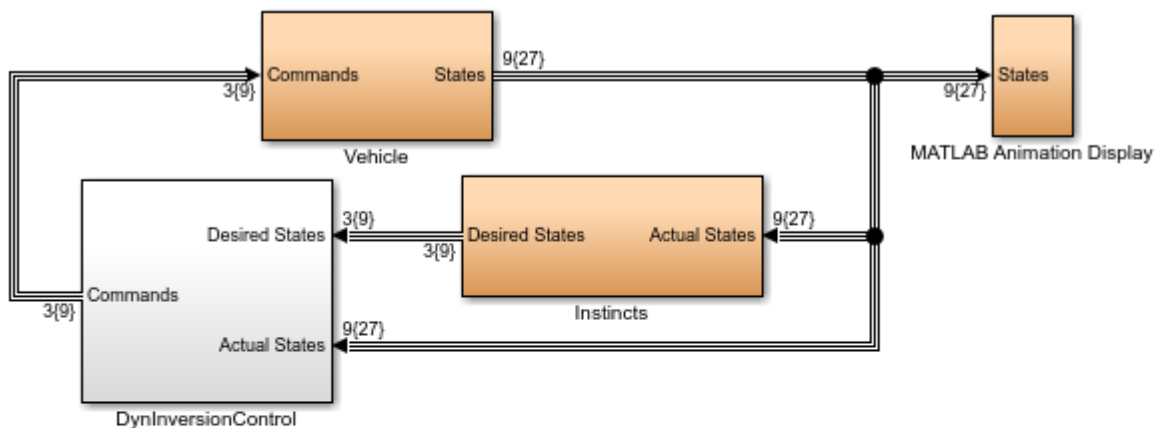 9{27}
Commands
States
3{9}
Vehicle
States
9{27}
MATLAB Animation Display
3{9}
9{27}
Desired States
Desired States
Actual States
3{9}
Commands
Instincts
3{9}
9{27}
Actual States
DynInversionControl